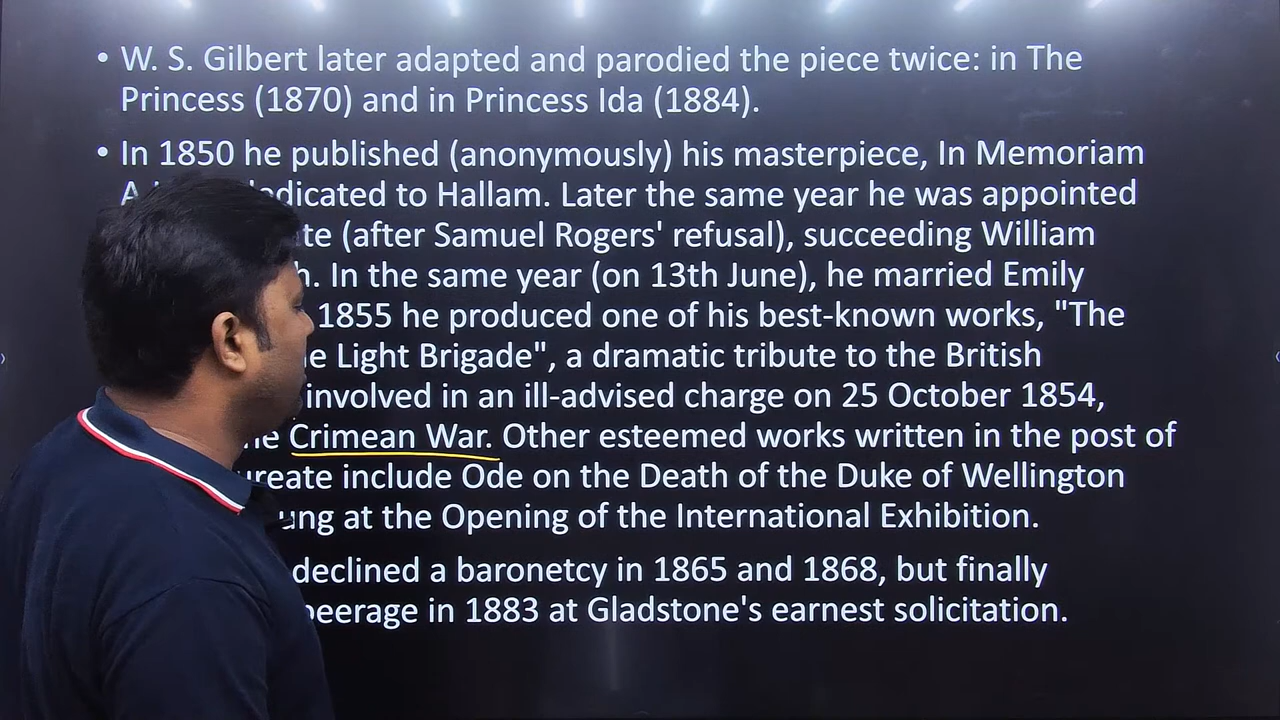 • W. S. Gilbert later adapted and parodied the piece twice: in The
Princess (1870) and in Princess Ida (1884).
• In 1850 he published (anonymously) his masterpiece, In Memoriam
dedicated to Hallam. Later the same year he was appointed
(after Samuel Rogers' refusal), succeeding William
In the same year (on 13th June), he married Emily
1855 he produced one of his best-known works, "The
Light Brigade", a dramatic tribute to the British
involved in an ill-advised charge on 25 October 1854,
Crimean War. Other esteemed works written in the post of
include Ode on the Death of the Duke of Wellington
at the Opening of the International Exhibition.
declined a baronetcy in 1865 and 1868, but finally
peerage in 1883 at Gladstone's earnest solicitation.